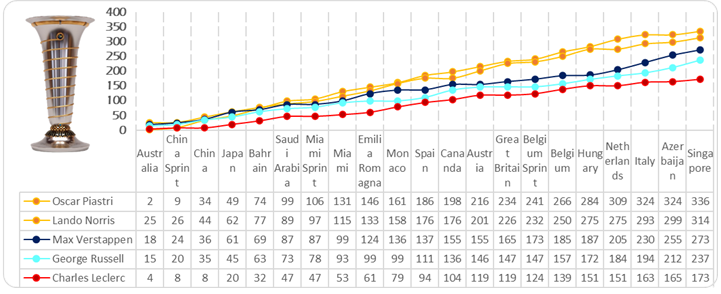 400
350
300
250
200
150
100
50
0
Australia China Sprint China Japan Bahrain Saudi Arabia Miami Sprint Miami Emilia Romagna Monaco Spain Cananda Austria Great Britain Belgium Sprint Belgium Hungary Netherlands Italy Azerbaijan Singapore
Oscar Piastri 2 9 34 49 74 99 106 131 146 161 186 198 216 234 241 266 284 309 324 324 336
Lando Norris 25 26 44 62 77 89 97 115 133 158 176 176 201 226 232 250 275 275 293 299 314
Max Verstappen 18 24 36 61 69 87 87 99 124 136 137 155 155 165 173 185 187 205 230 255 273
George Russell 15 20 35 45 63 73 78 93 99 99 111 136 146 147 147 157 172 184 194 212 237
Charles Leclerc 4 8 8 20 32 47 47 53 61 79 94 104 119 119 124 139 151 151 163 165 173